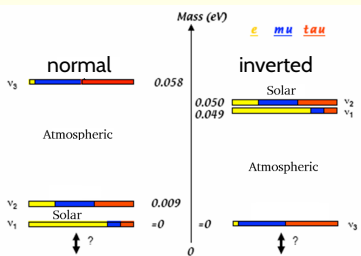 Mass (eV)
e mu tau
normal
inverted
ν3
0.058
Solar
0.050
ν2
0.049
ν1
Atmospheric
Atmospheric
ν2
0.009
Solar
ν1
≈0
≈0
ν3
?
?
0